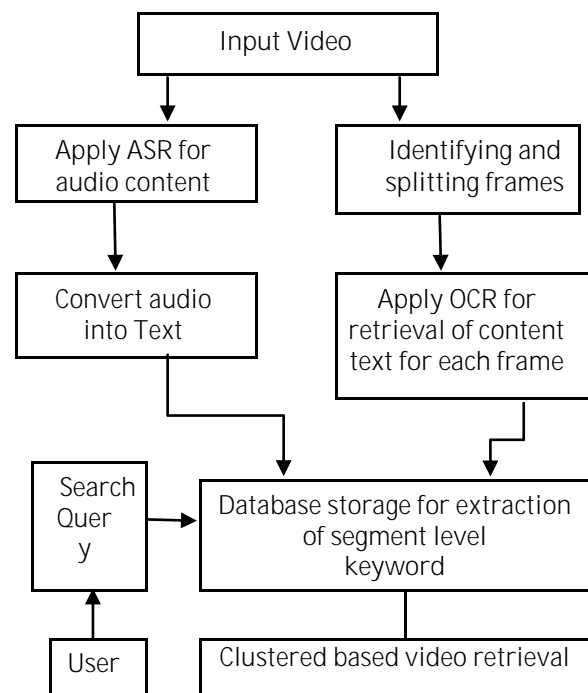 Input Video
Apply ASR for
audio content
Identifying and
splitting frames
Convert audio
into Text
Apply OCR for
retrieval of content
text for each frame
Search
Quer
y
Database storage for extraction
of segment level
keyword
User
Clustered based video retrieval